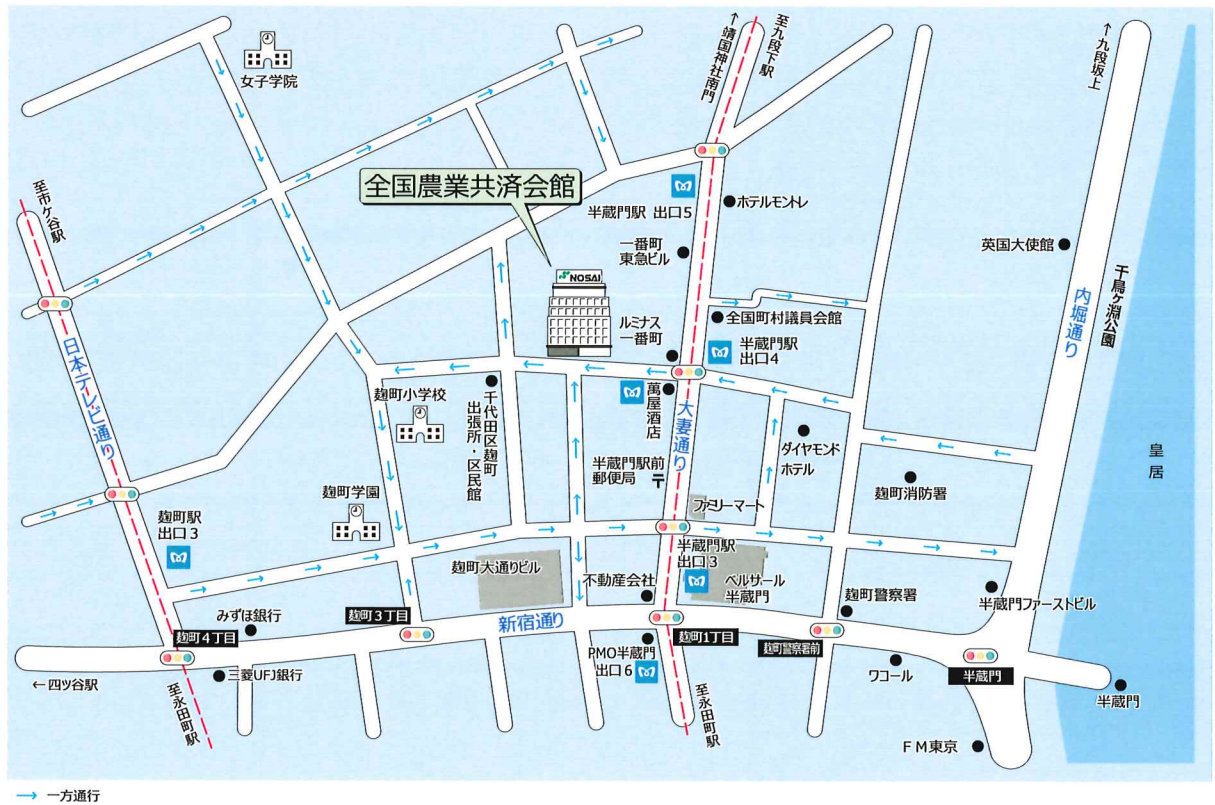 至九段下駅
↑靖国神社南門
↑九段坂上
女子学院
全国農業共済会館
半蔵門駅 出口5
ホテルモントレ
至市ケ谷駅
一番町
東急ビル
英国大使館
千鳥ヶ淵公園
NOSAI
内堀通り
ルミナス
一番町
全国町村議員会館
半蔵門駅
出口4
日本テレビ通り
麹町小学校
千代田区麹町
出張所・区民館
萬屋酒店
大妻通り
ダイヤモンド
ホテル
皇居
半蔵門駅前
郵便局
〒
麹町消防署
麹町学園
ファミリーマート
麹町駅
出口3
半蔵門駅
出口3
麹町大通りビル
不動産会社
ベルサール
半蔵門
麹町警察署
半蔵門ファーストビル
みずほ銀行
麹町3丁目
新宿通り
麹町4丁目
麹町1丁目
麹町警察署前
PMO半蔵門
出口6
ワコール
半蔵門
←四ツ谷駅
三菱UFJ銀行
半蔵門
至永田町駅
至永田町駅
FM東京
→ 一方通行